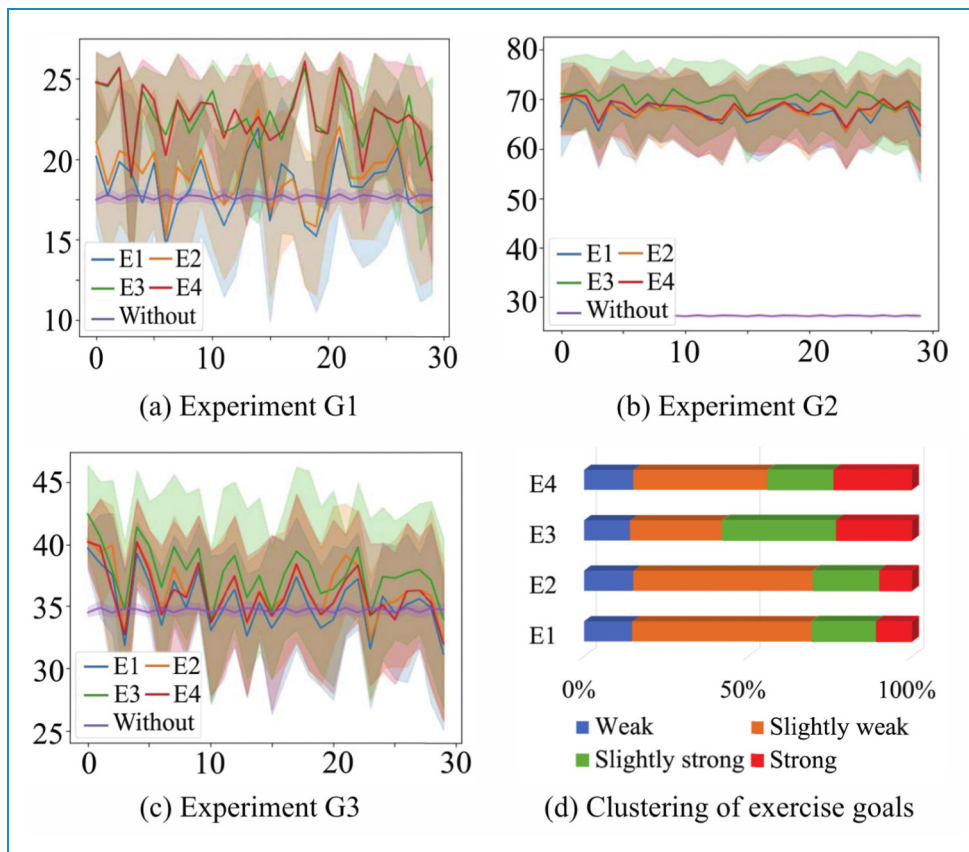 25
20
15
10
E1 E2
E3 E4
Without
0 10 20 30
(a) Experiment G1
80
70
60
50
40
30
E1 E2
E3 E4
Without
0 10 20 30
(b) Experiment G2
45
40
35
30
25
E1 E2
E3 E4
Without
0 10 20 30
(c) Experiment G3
E4
E3
E2
E1
0% 50% 100%
Weak Slightly weak
Slightly strong Strong
(d) Clustering of exercise goals